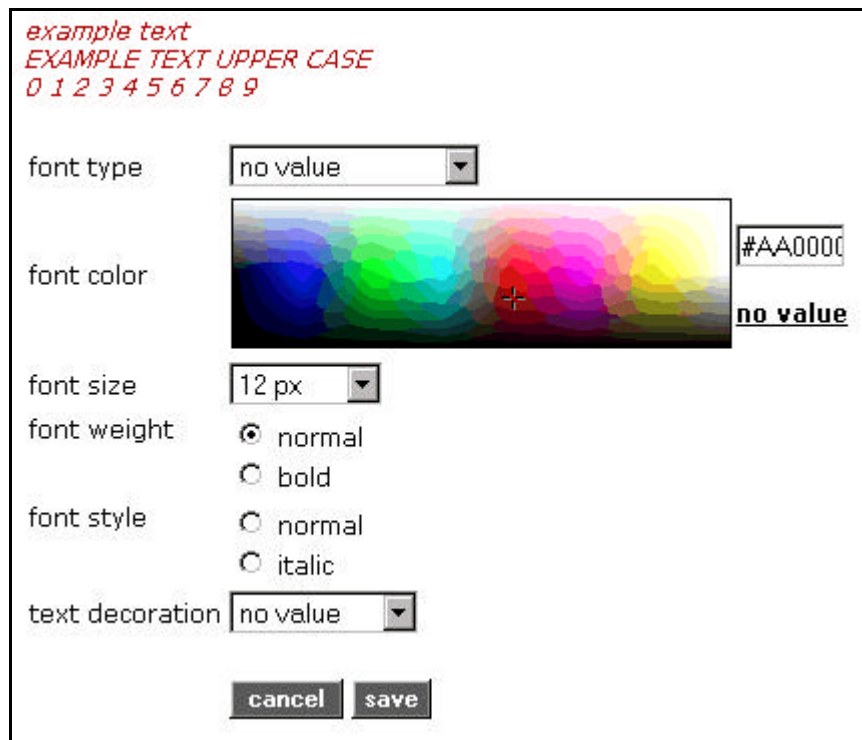 example text
EXAMPLE TEXT UPPER CASE
0 1 2 3 4 5 6 7 8 9
font type no value
font color #AA0000
no value
font size 12 px
font weight normal
bold
font style normal
italic
text decoration no value
cancel save